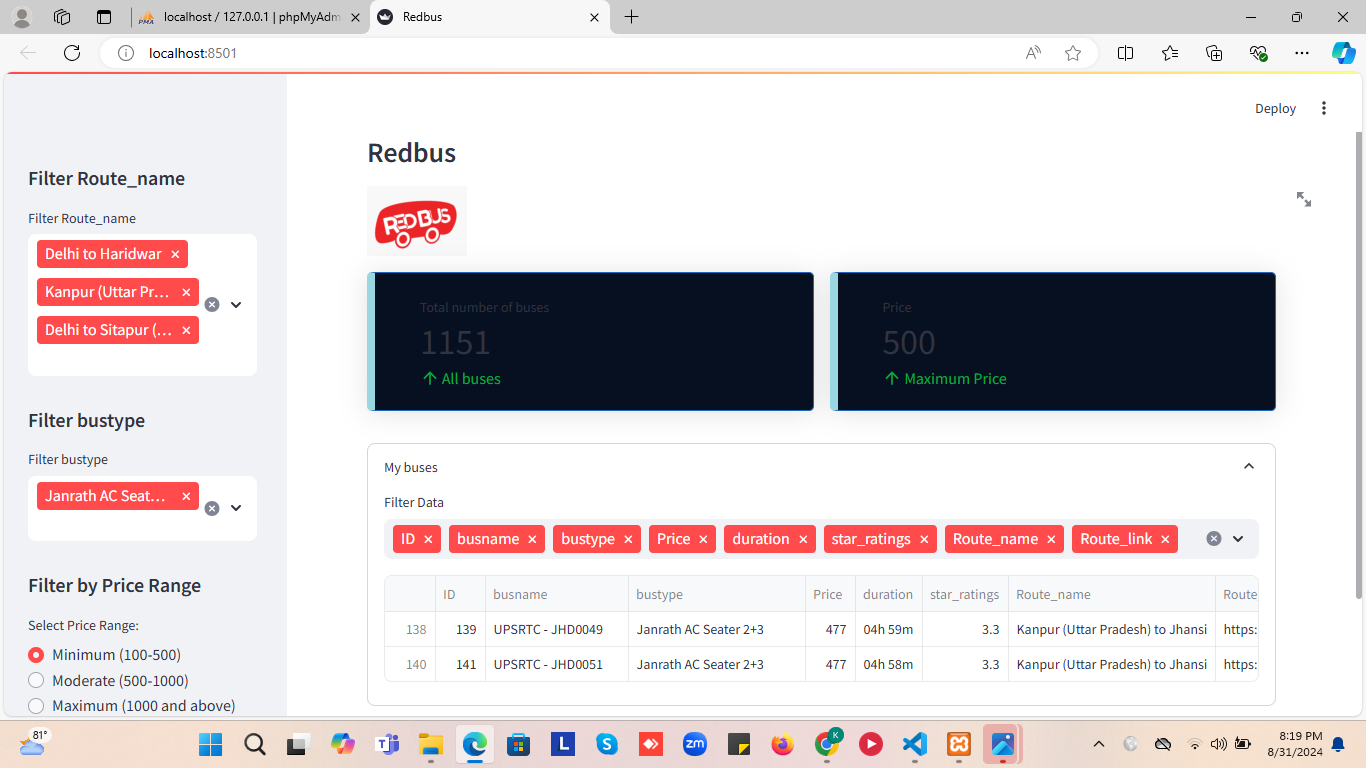 localhost / 127.0.0.1 | phpMyAdm
Redbus
localhost:8501
Deploy
Filter Route_name
Filter Route_name
Delhi to Haridwar
Kanpur (Uttar Pr...
Delhi to Sitapur (...
Filter bustype
Filter bustype
Janrath AC Seat...
Filter by Price Range
Select Price Range:
Minimum (100-500)
Moderate (500-1000)
Maximum (1000 and above)
Redbus
REDBUS
Total number of buses
1151
All buses
Price
500
Maximum Price
My buses
Filter Data
ID busname bustype Price duration star_ratings Route_name Route_link
ID busname bustype Price duration star_ratings Route_name Route
138 139 UPSRTC - JHD0049 Janrath AC Seater 2+3 477 04h 59m 3.3 Kanpur (Uttar Pradesh) to Jhansi https:
140 141 UPSRTC - JHD0051 Janrath AC Seater 2+3 477 04h 58m 3.3 Kanpur (Uttar Pradesh) to Jhansi https:
81°
L
zm
K
8:19 PM
8/31/2024